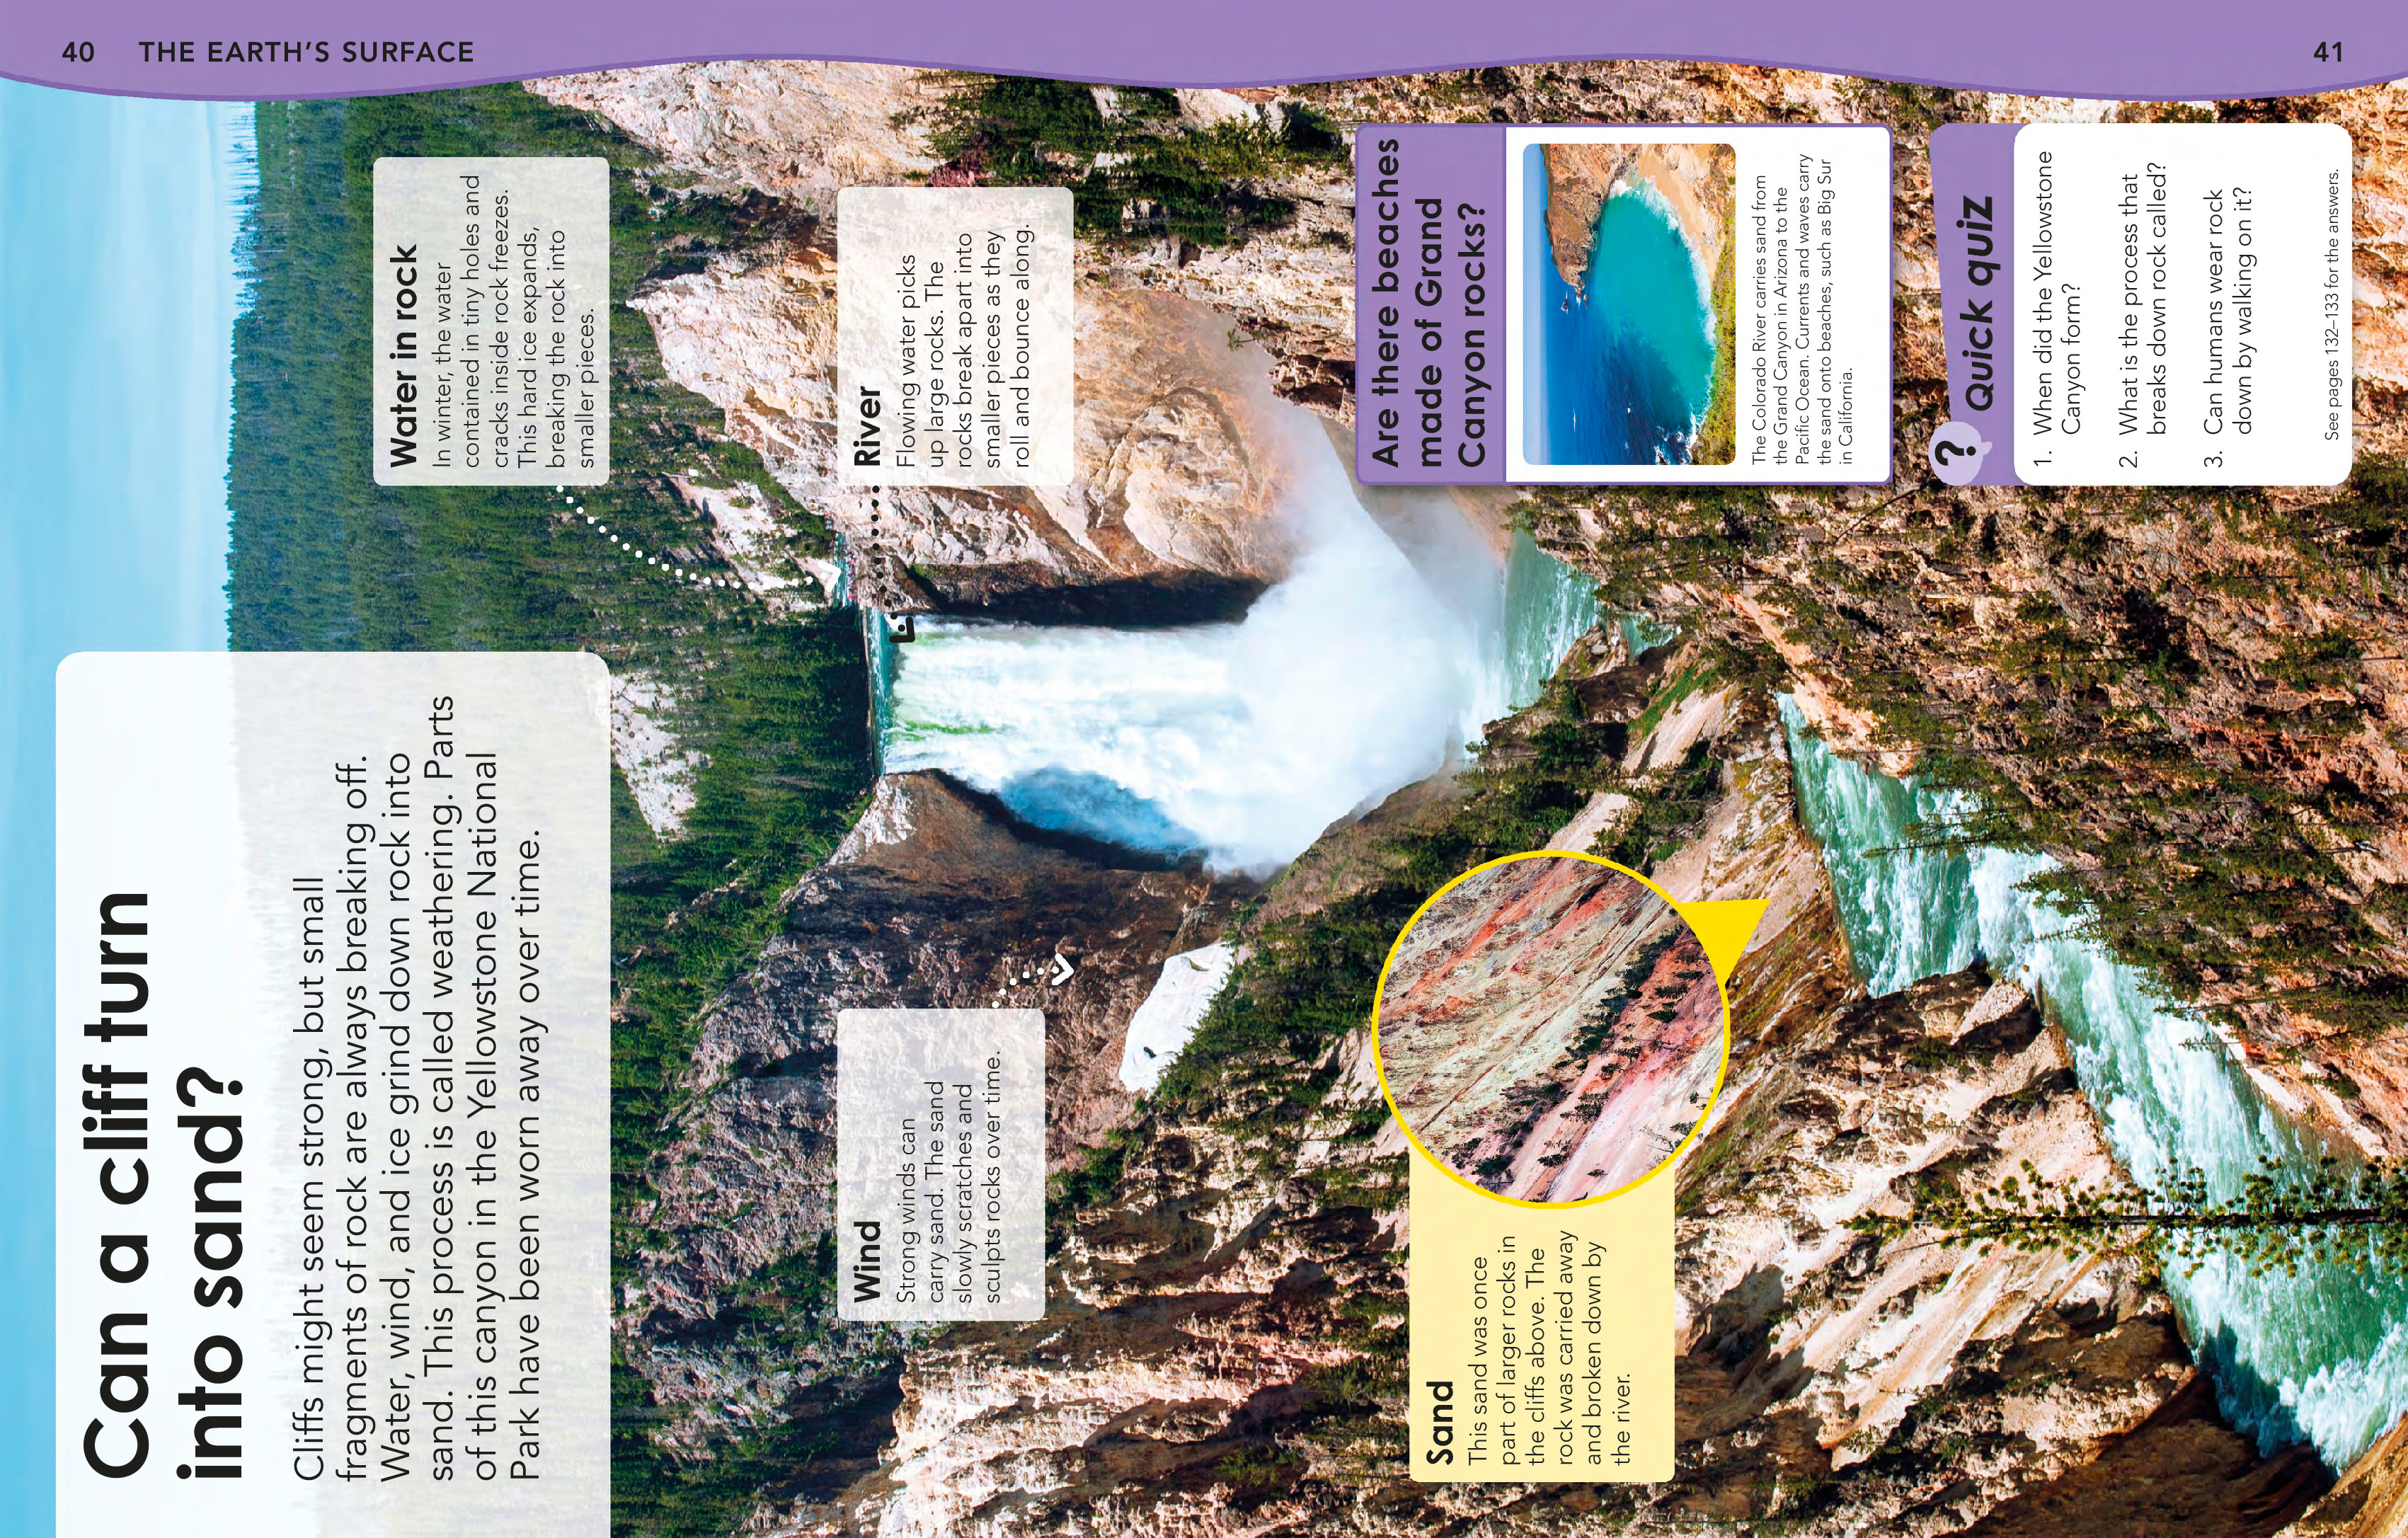 40 THE EARTH'S SURFACE
41
Can a cliff turn
into sand?
Cliffs might seem strong, but small
fragments of rock are always breaking off.
Water, wind, and ice grind down rock into
sand. This process is called weathering. Parts
of this canyon in the Yellowstone National
Park have been worn away over time.
Water in rock
In winter, the water
contained in tiny holes and
cracks inside rock freezes.
This hard ice expands,
breaking the rock into
smaller pieces.
Wind
Strong winds can
carry sand. The sand
slowly scratches and
sculpts rocks over time.
River
Flowing water picks
up large rocks. The
rocks break apart into
smaller pieces as they
roll and bounce along.
Sand
This sand was once
part of larger rocks in
the cliffs above. The
rock was carried away
and broken down by
the river.
Are there beaches
made of Grand
Canyon rocks?
The Colorado River carries sand from
the Grand Canyon in Arizona to the
Pacific Ocean. Currents and waves carry
the sand onto beaches, such as Big Sur
in California.
? Quick quiz
1. When did the Yellowstone
Canyon form?
2. What is the process that
breaks down rock called?
3. Can humans wear rock
down by walking on it?
See pages 132–133 for the answers.